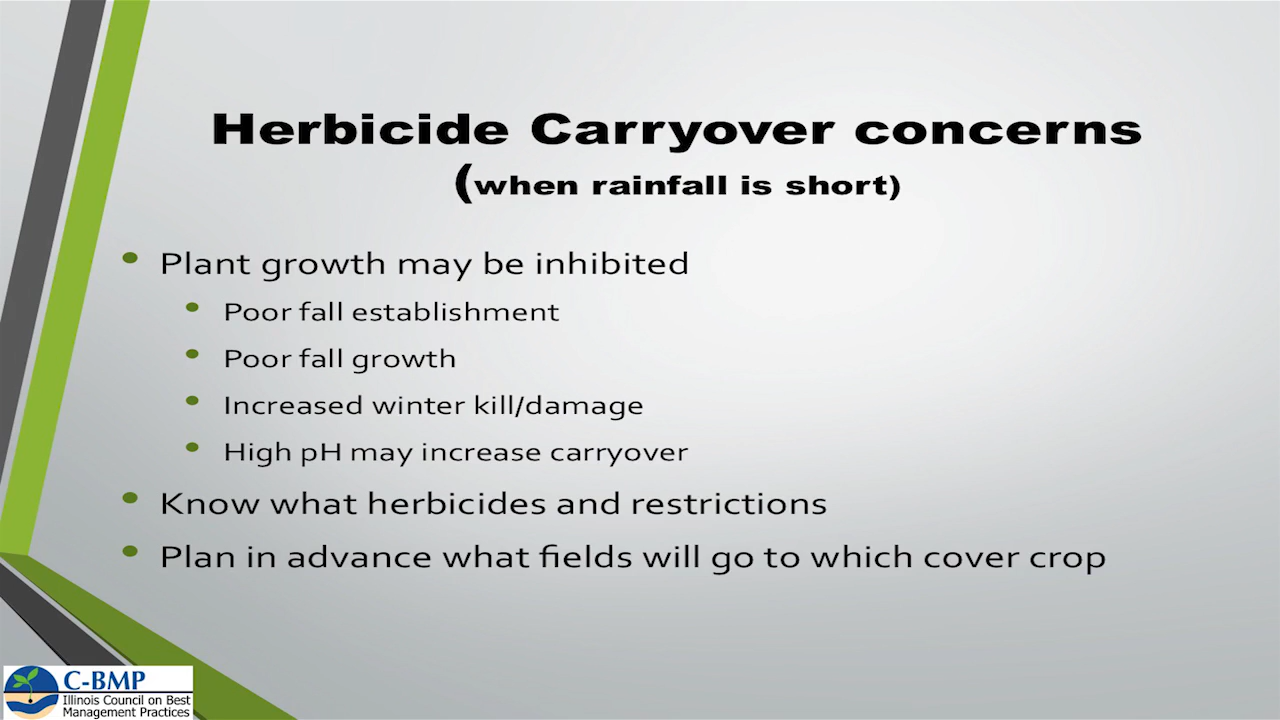 Herbicide Carryover concerns
(when rainfall is short)
• Plant growth may be inhibited
• Poor fall establishment
• Poor fall growth
• Increased winter kill/damage
• High pH may increase carryover
• Know what herbicides and restrictions
• Plan in advance what fields will go to which cover crop
C-BMP
Illinois Council on Best
Management Practices